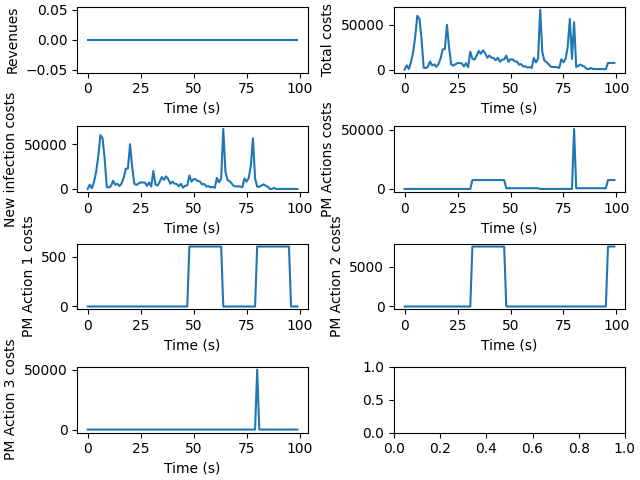 Revenues
0.05
0.00
−0.05
0 25 50 75 100
Time (s)
Total costs
50000
0
0 25 50 75 100
Time (s)
New infection costs
50000
0
0 25 50 75 100
Time (s)
PM Actions costs
50000
0
0 25 50 75 100
Time (s)
PM Action 1 costs
500
0
0 25 50 75 100
Time (s)
PM Action 2 costs
5000
0
0 25 50 75 100
Time (s)
PM Action 3 costs
50000
0
0 25 50 75 100
Time (s)
1.0
0.5
0.0
0.0 0.2 0.4 0.6 0.8 1.0